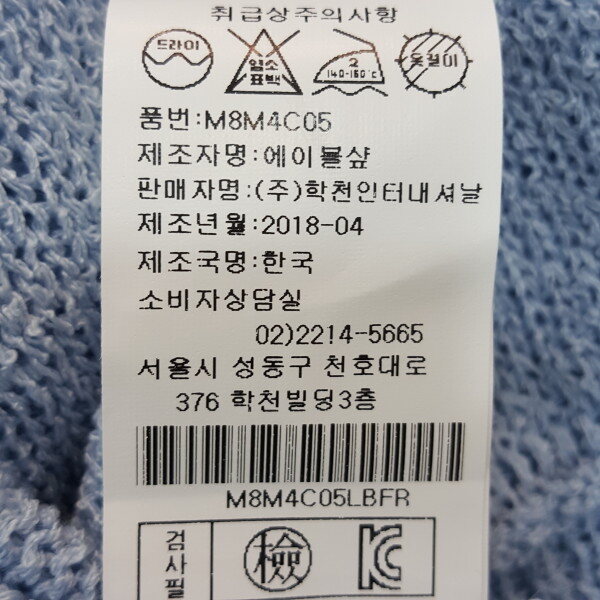 취급상주의사항
드라이 염소표백 2 140-160℃ 옷걸이
품번:M8M4C05
제조자명:에이블샾
판매자명:(주)학천인터내셔날
제조년월:2018-04
제조국명:한국
소비자상담실
02)2214-5665
서울시 성동구 천호대로
376 학천빌딩3층
M8M4C05LBFR
검사필 檢 KC